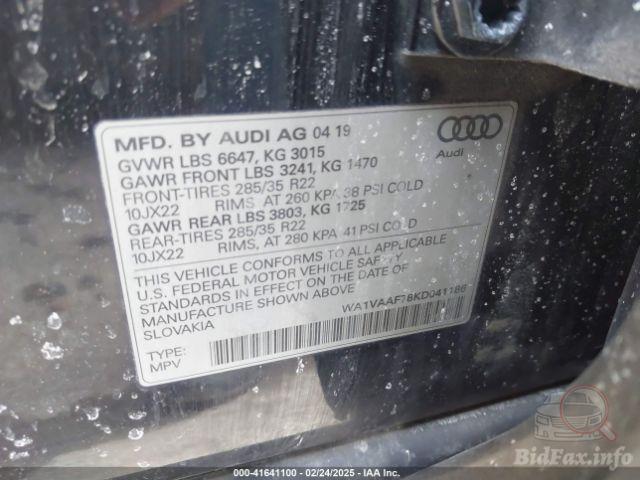 MFD. BY AUDI AG 04 19
GVWR LBS 6647, KG 3015
GAWR FRONT LBS 3241, KG 1470
FRONT-TIRES 285/35 R22
10JX22 RIMS, AT 260 KPA, 38 PSI COLD
GAWR REAR LBS 3803, KG 1725
REAR-TIRES 285/35 R22
10JX22 RIMS, AT 280 KPA, 41 PSI COLD
THIS VEHICLE CONFORMS TO ALL APPLICABLE
U.S. FEDERAL MOTOR VEHICLE SAFETY
STANDARDS IN EFFECT ON THE DATE OF
MANUFACTURE SHOWN ABOVE
SLOVAKIA
TYPE:
MPV
Audi
000-41641100 - 02/24/2025 - IAA Inc.
BidFax.info